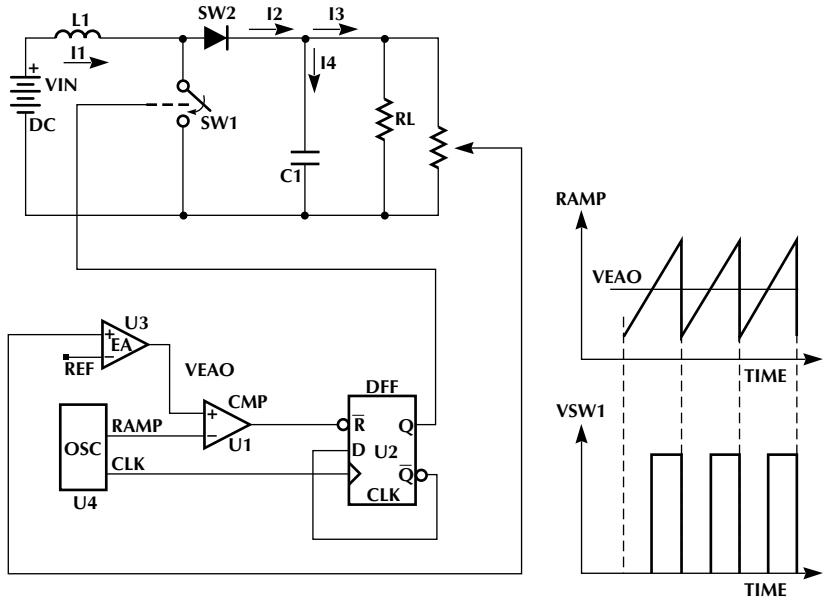 SW2
L1
I1
I2
I3
I4
+
VIN
DC
SW1
C1
RL
RAMP
VEAO
TIME
VSW1
TIME
U3
+
EA
−
REF
VEAO
CMP
+
−
U1
OSC
RAMP
CLK
U4
DFF
R̅
Q
D
U2
Q̅
CLK